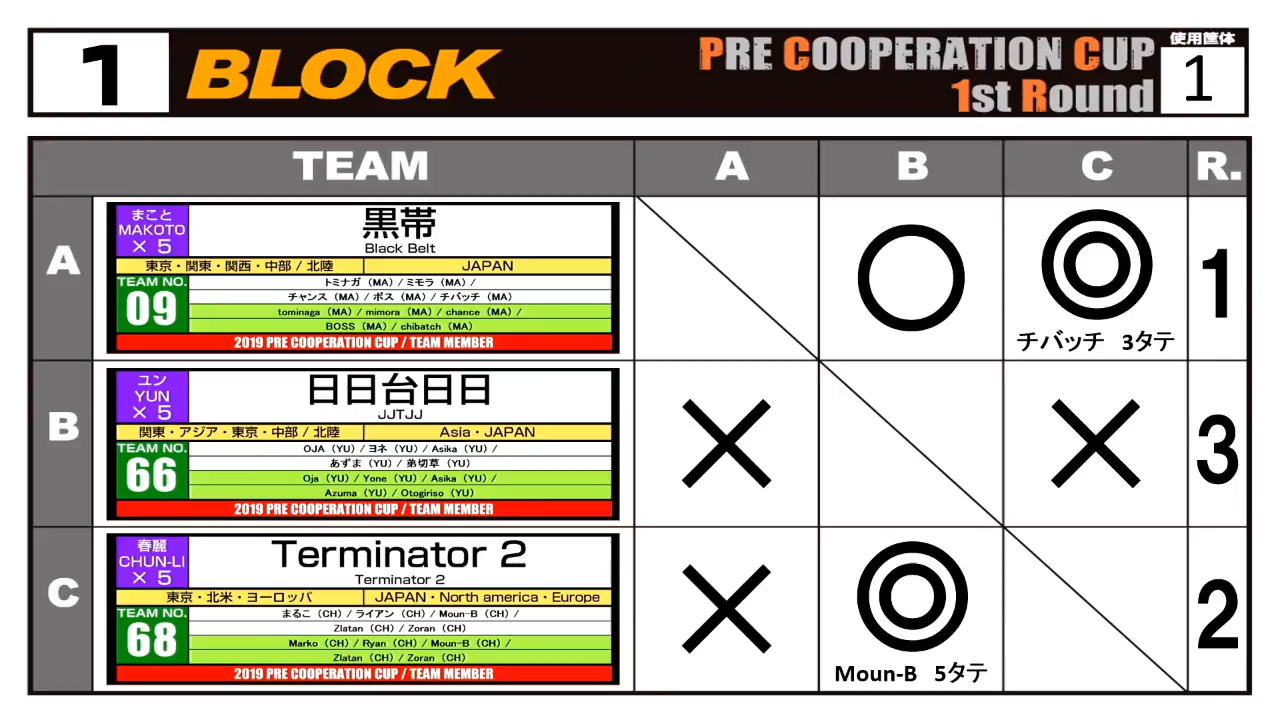 1 BLOCK
PRE COOPERATION CUP
1st Round
使用筐体
1
TEAM A B C R.
A
まこと
MAKOTO
× 5
黒帯
Black Belt
東京・関東・関西・中部 / 北陸 JAPAN
TEAM NO.
09
トミナガ（MA）/ ミモラ（MA）/
チャンス（MA）/ ボス（MA）/ チバッチ（MA）
tominaga（MA）/ mimora（MA）/ chance（MA）/
BOSS（MA）/ chibatch（MA）
2019 PRE COOPERATION CUP / TEAM MEMBER
○
◎
チバッチ 3タテ
1
B
ユン
YUN
× 5
日日台日日
JJTJJ
関東・アジア・東京・中部 / 北陸 Asia・JAPAN
TEAM NO.
66
OJA（YU）/ ヨネ（YU）/ Asika（YU）/
あずま（YU）/ 弟切草（YU）
Oja（YU）/ Yone（YU）/ Asika（YU）/
Azuma（YU）/ Otogiriso（YU）
2019 PRE COOPERATION CUP / TEAM MEMBER
×
×
3
C
春麗
CHUN-LI
× 5
Terminator 2
Terminator 2
東京・北米・ヨーロッパ JAPAN・North america・Europe
TEAM NO.
68
まるこ（CH）/ ライアン（CH）/ Moun-B（CH）/
Zlatan（CH）/ Zoran（CH）
Marko（CH）/ Ryan（CH）/ Moun-B（CH）/
Zlatan（CH）/ Zoran（CH）
2019 PRE COOPERATION CUP / TEAM MEMBER
×
◎
Moun-B 5タテ
2